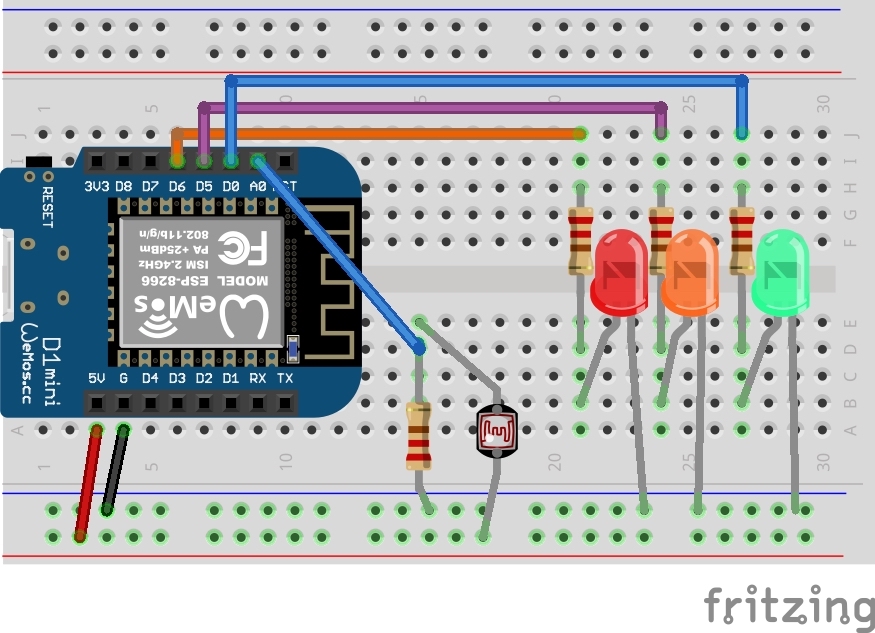 1 5 10 15 20 25 30
J J
I I
H
G
F
3V3 D8 D7 D6 D5 D0 A0 RST
RESET
FC
802.11b/g/n
PA +25dBm
ISM 2.4GHz
ESP-8266
MODEL
WeMos
D1 mini
WeMos.cc
5V G D4 D3 D2 D1 RX TX
E
D
C
B
A A
1 5 10 20 25 30
fritzing